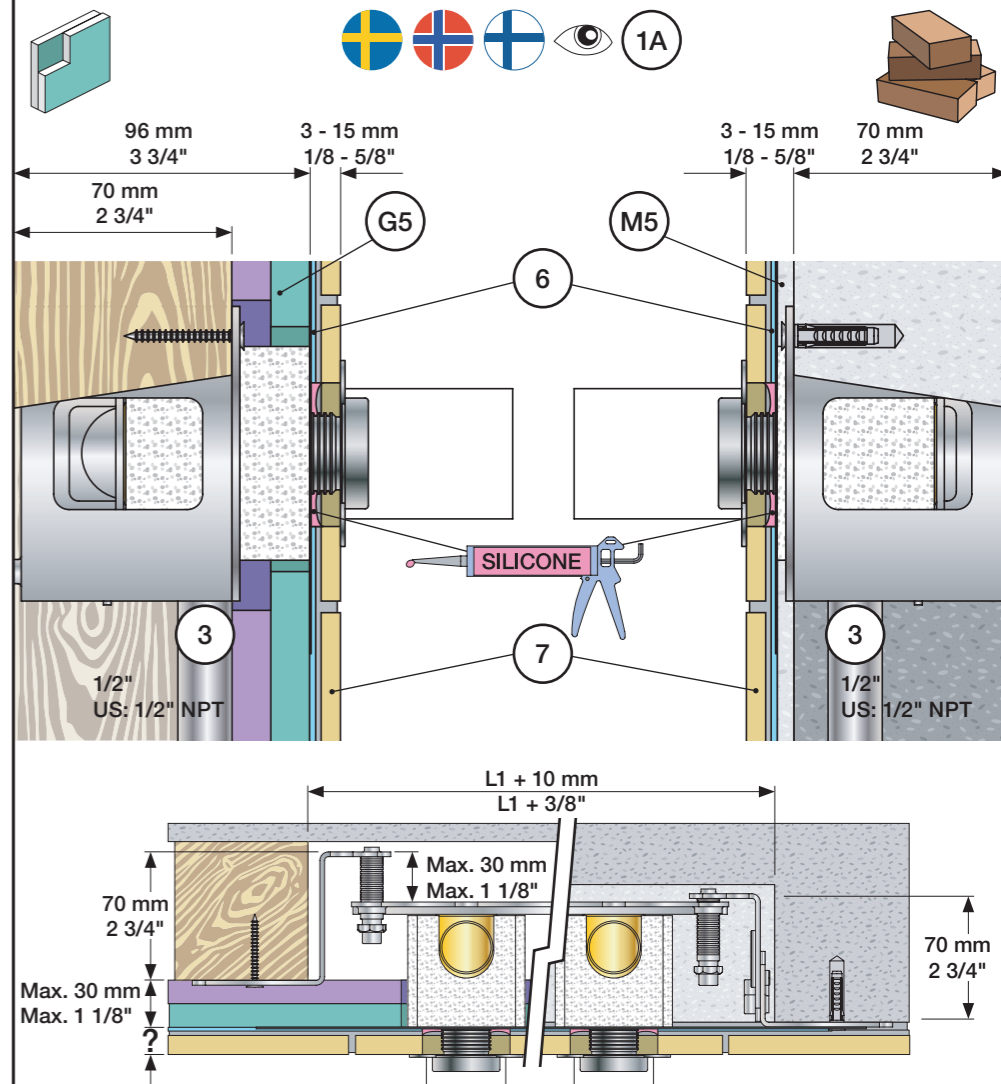 1A
96 mm
3 3/4"
3 - 15 mm
1/8 - 5/8"
3 - 15 mm
1/8 - 5/8"
70 mm
2 3/4"
70 mm
2 3/4"
G5
M5
6
SILICONE
3
7
3
1/2"
US: 1/2" NPT
1/2"
US: 1/2" NPT
L1 + 10 mm
L1 + 3/8"
Max. 30 mm
Max. 1 1/8"
70 mm
2 3/4"
70 mm
2 3/4"
Max. 30 mm
Max. 1 1/8"
?